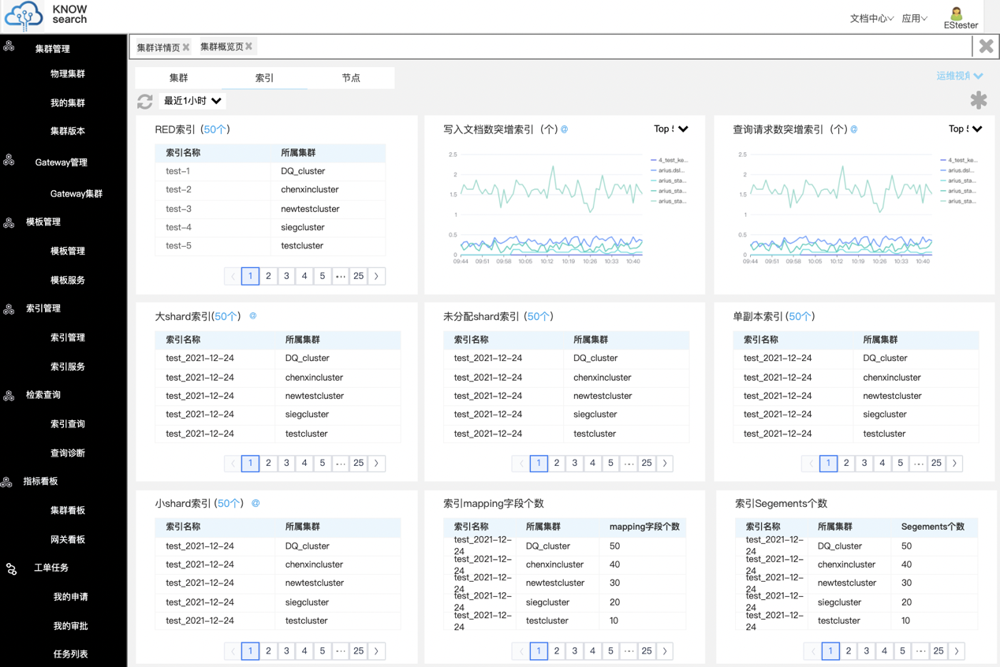 KNOW
search
文档中心 应用
EStester
集群管理
物理集群
我的集群
集群版本
Gateway管理
Gateway集群
模板管理
模板管理
模板服务
索引管理
索引管理
索引服务
检索查询
索引查询
查询诊断
指标看板
集群看板
网关看板
工单任务
我的申请
我的审批
任务列表
集群详情页 集群概览页
集群 索引 节点
运维视角
最近1小时
RED索引（50个）
索引名称 所属集群
test-1 DQ_cluster
test-2 chenxincluster
test-3 newtestcluster
test-4 siegcluster
test-5 testcluster
1 2 3 4 5 ••• 25
写入文档数突增索引（个）@
Top
2.5
2
1.5
1
0.5
0
09:44 09:51 09:58 10:05 10:12 10:19 10:26 10:33 10:40
4_test_ke...
arius.dsl...
arius_sta...
arius_sta...
arius_sta...
查询请求数突增索引（个）@
Top
2.5
2
1.5
1
0.5
0
09:44 09:51 09:58 10:05 10:12 10:19 10:26 10:33 10:40
4_test_ke...
arius.dsl...
arius_sta...
arius_sta...
arius_sta...
大shard索引(50个） @
索引名称 所属集群
test_2021-12-24 DQ_cluster
test_2021-12-24 chenxincluster
test_2021-12-24 newtestcluster
test_2021-12-24 siegcluster
test_2021-12-24 testcluster
1 2 3 4 5 ••• 25
未分配shard索引（50个）
索引名称 所属集群
test_2021-12-24 DQ_cluster
test_2021-12-24 chenxincluster
test_2021-12-24 newtestcluster
test_2021-12-24 siegcluster
test_2021-12-24 testcluster
1 2 3 4 5 ••• 25
单副本索引（50个）
索引名称 所属集群
test_2021-12-24 DQ_cluster
test_2021-12-24 chenxincluster
test_2021-12-24 newtestcluster
test_2021-12-24 siegcluster
test_2021-12-24 testcluster
1 2 3 4 5 ••• 25
小shard索引（50个） @
索引名称 所属集群
test_2021-12-24 DQ_cluster
test_2021-12-24 chenxincluster
test_2021-12-24 newtestcluster
test_2021-12-24 siegcluster
test_2021-12-24 testcluster
1 2 3 4 5 ••• 25
索引mapping字段个数
索引名称 所属集群 mapping字段个数
test_2021-12-24 DQ_cluster 50
test_2021-12-24 chenxincluster 40
test_2021-12-24 newtestcluster 30
test_2021-12-24 siegcluster 20
test_2021-12-24 testcluster 10
1 2 3 4 5 ••• 25
索引Segements个数
索引名称 所属集群 Segements个数
test_2021-12-24 DQ_cluster 50
test_2021-12-24 chenxincluster 40
test_2021-12-24 newtestcluster 30
test_2021-12-24 siegcluster 20
test_2021-12-24 testcluster 10
1 2 3 4 5 ••• 25